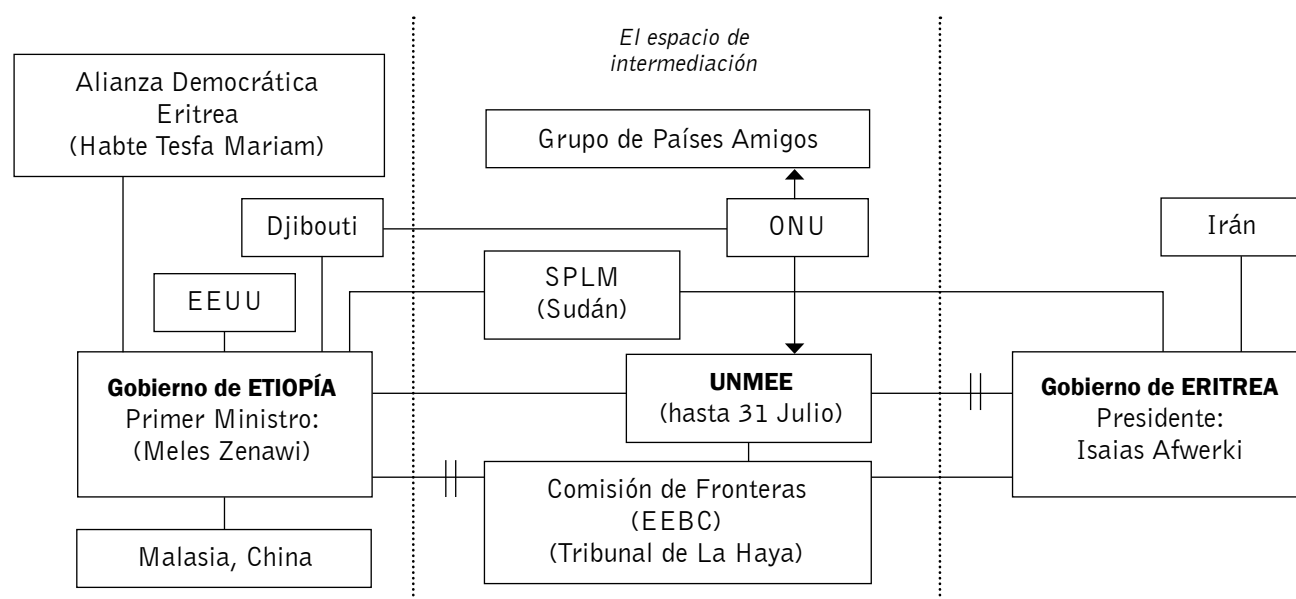 El espacio de
intermediación
Alianza Democrática
Eritrea
(Habte Tesfa Mariam)
Grupo de Países Amigos
Djibouti
ONU
Irán
EEUU
SPLM
(Sudán)
Gobierno de ETIOPÍA
Primer Ministro:
(Meles Zenawi)
UNMEE
(hasta 31 Julio)
Gobierno de ERITREA
Presidente:
Isaias Afwerki
Comisión de Fronteras
(EEBC)
(Tribunal de La Haya)
Malasia, China